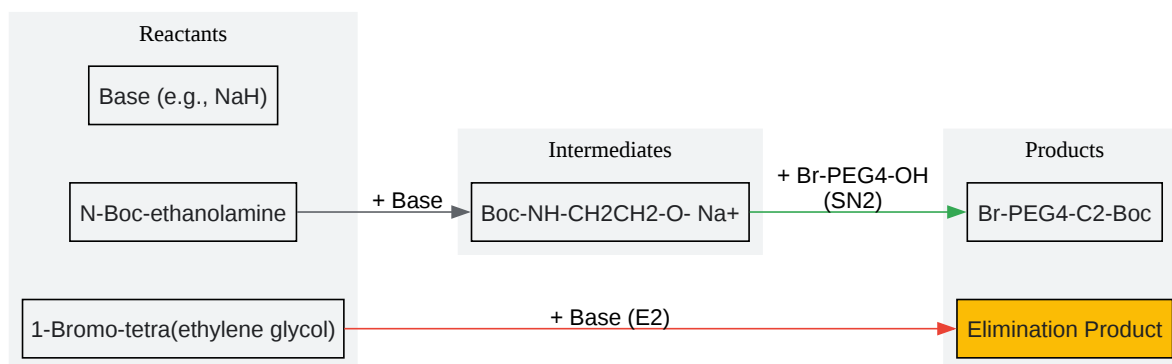 Reactants
Base (e.g., NaH)
Intermediates
Products
+ Br-PEG4-OH
(SN2)
+ Base
N-Boc-ethanolamine
Boc-NH-CH2CH2-O- Na+
Br-PEG4-C2-Boc
+ Base (E2)
1-Bromo-tetra(ethylene glycol)
Elimination Product